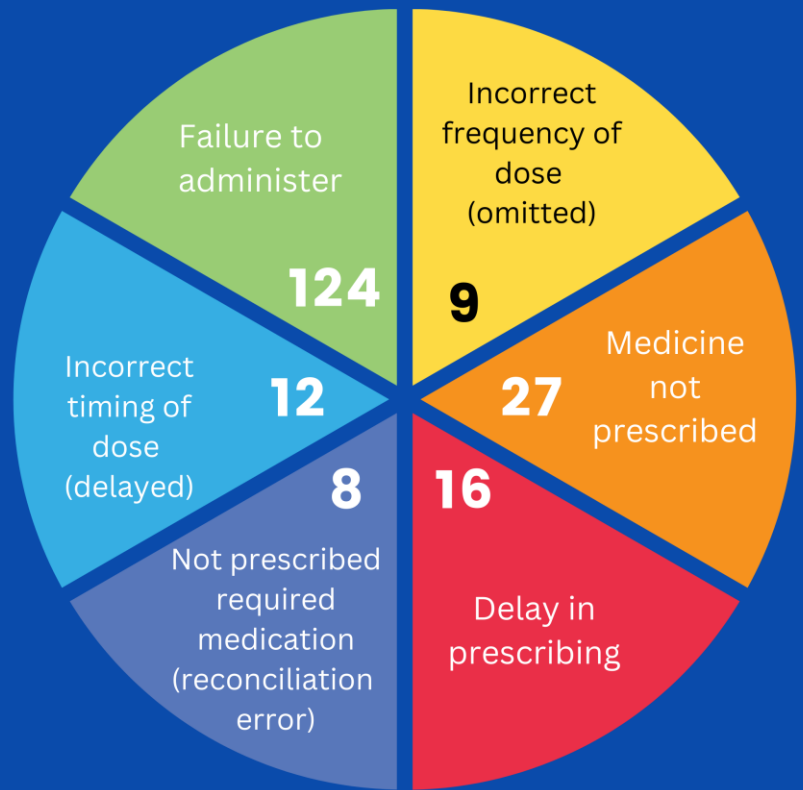 Failure to
administer
124
Incorrect
frequency of
dose
(omitted)
9
Medicine
not
prescribed
27
Delay in
prescribing
16
Not prescribed
required
medication
(reconciliation
error)
8
Incorrect
timing of
dose
(delayed)
12